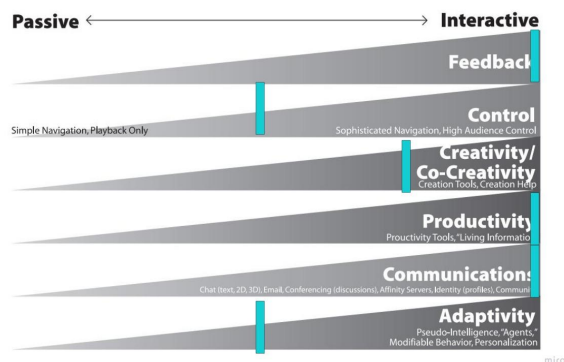 Passive Interactive
Feedback
Control
Simple Navigation, Playback Only
Sophisticated Navigation, High Audience Control
Creativity/
Co-Creativity
Creation Tools, Creation Help
Productivity
Prouctivity Tools, "Living Informatio
Communications
Chat (text, 2D, 3D), Email, Conferencing (discussions), Affinity Servers, Identity (profiles), Communi
Adaptivity
Pseudo-Intelligence, "Agents,"
Modifiable Behavior, Personalization